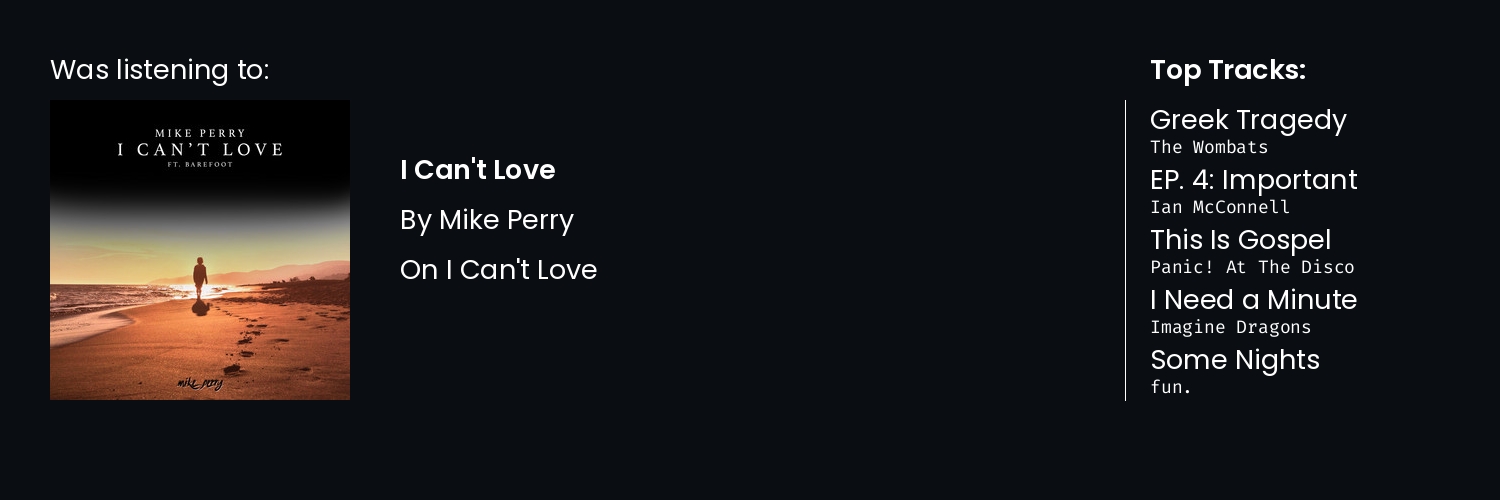 Was listening to:
MIKE PERRY
I CAN'T LOVE
FT. BAREFOOT
mike perry
I Can't Love
By Mike Perry
On I Can't Love
Top Tracks:
Greek Tragedy
The Wombats
EP. 4: Important
Ian McConnell
This Is Gospel
Panic! At The Disco
I Need a Minute
Imagine Dragons
Some Nights
fun.